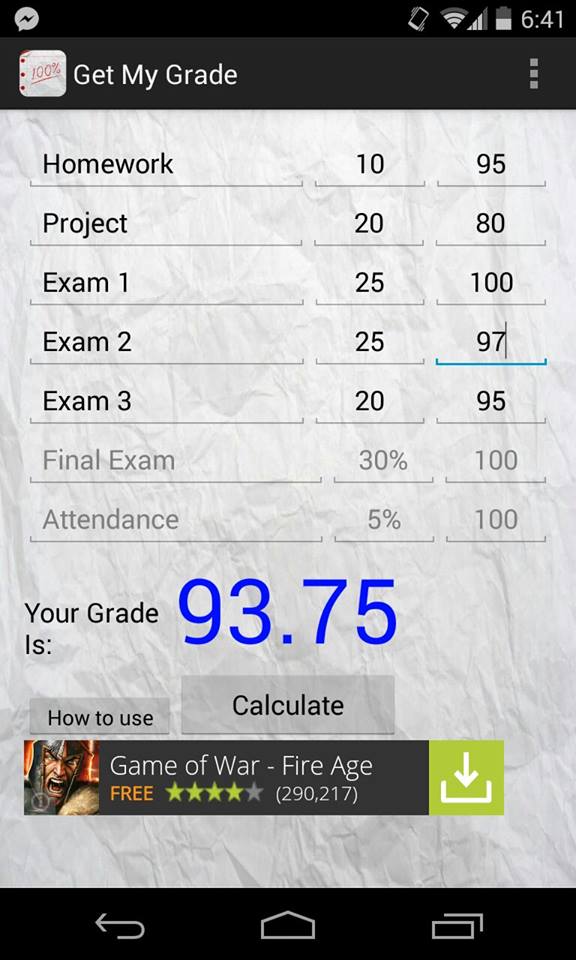 6:41
100%
Get My Grade
Homework 10 95
Project 20 80
Exam 1 25 100
Exam 2 25 97
Exam 3 20 95
Final Exam 30% 100
Attendance 5% 100
Your Grade Is: 93.75
How to use
Calculate
Game of War - Fire Age
FREE (290,217)